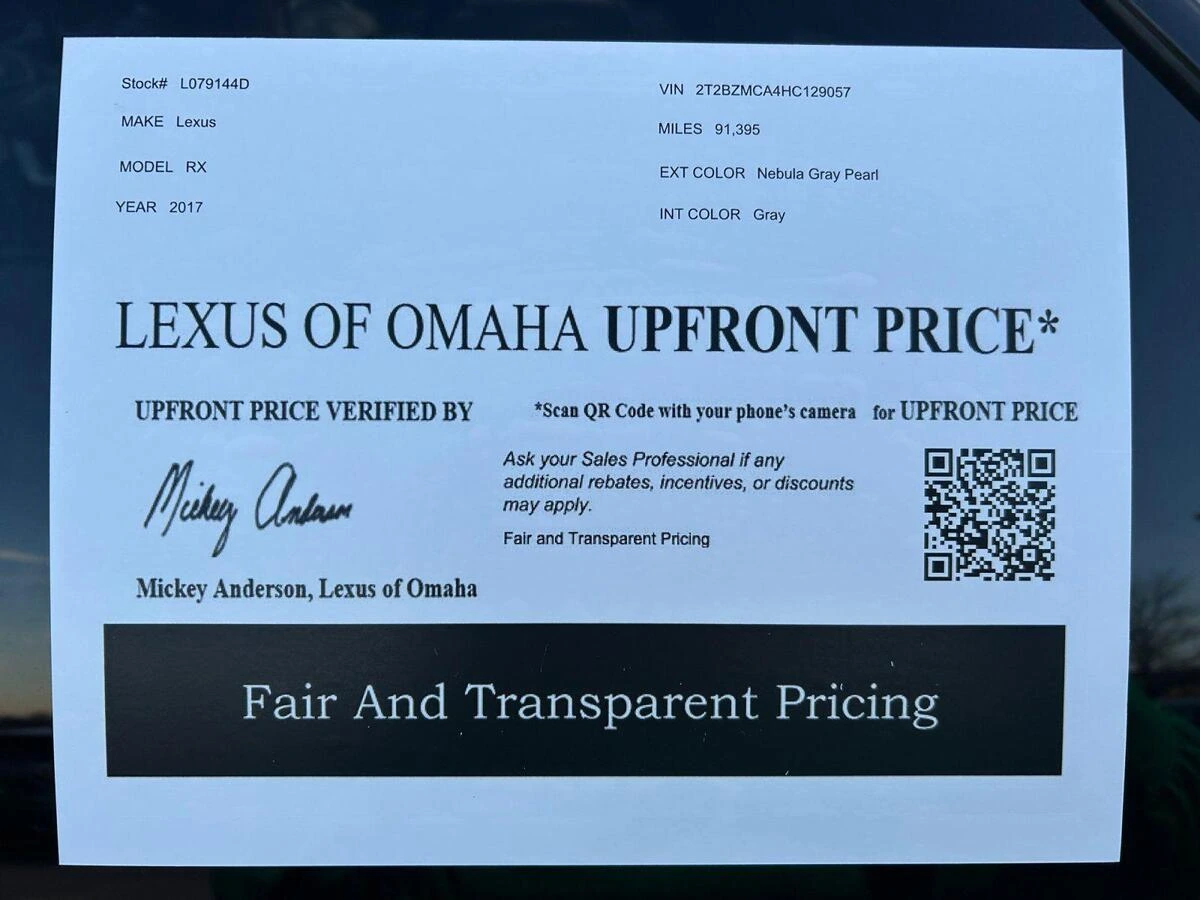 Stock# L079144D
VIN 2T2BZMCA4HC129057
MAKE Lexus
MILES 91,395
MODEL RX
EXT COLOR Nebula Gray Pearl
YEAR 2017
INT COLOR Gray
LEXUS OF OMAHA UPFRONT PRICE*
UPFRONT PRICE VERIFIED BY
*Scan QR Code with your phone's camera for UPFRONT PRICE
Mickey Anderson
Ask your Sales Professional if any
additional rebates, incentives, or discounts
may apply.
Fair and Transparent Pricing
Mickey Anderson, Lexus of Omaha
Fair And Transparent Pricing